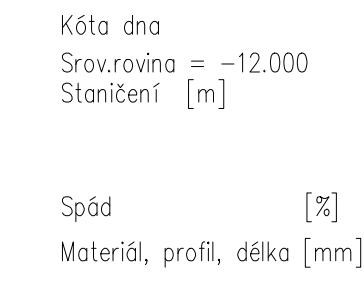 Kóta dna
Srov.rovina = -12.000
Staničení [m]
Spád [%]
Materiál, profil, délka [mm]